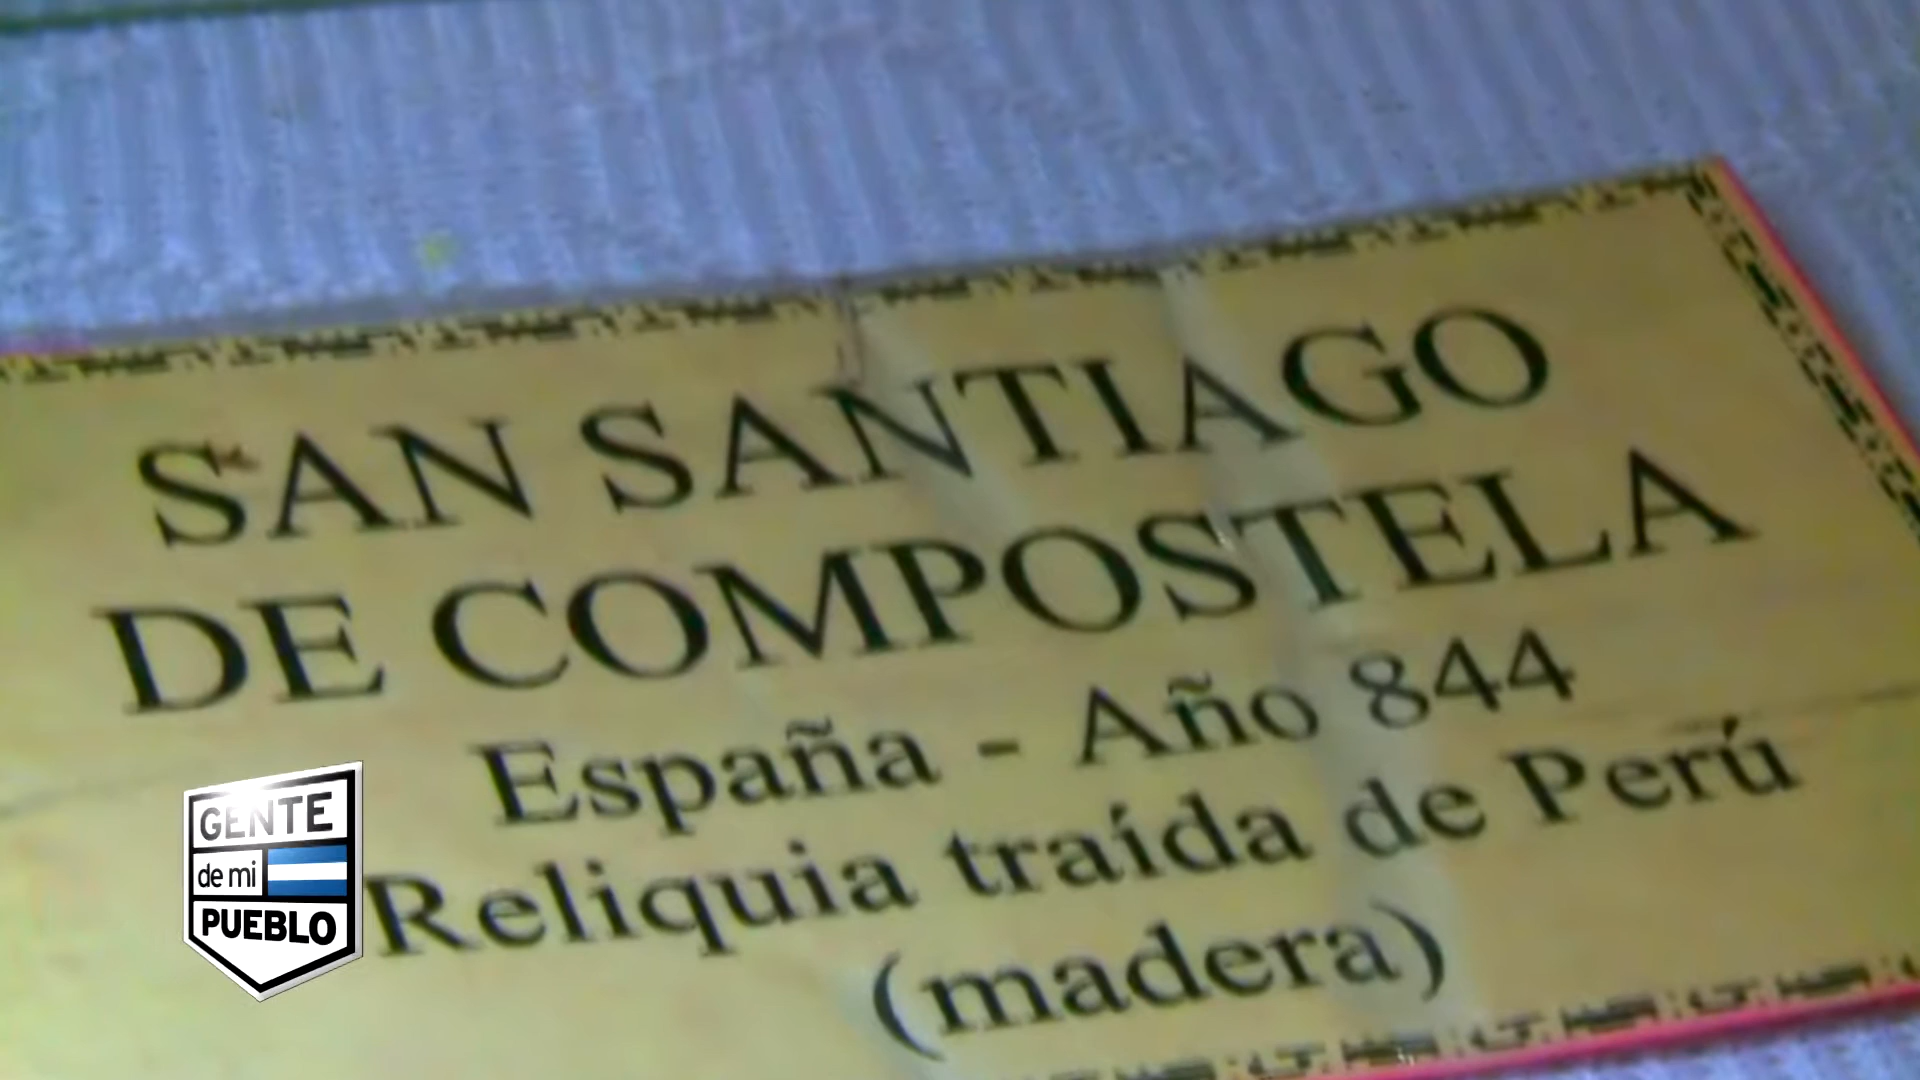 SAN SANTIAGO
DE COMPOSTELA
España - Año 844
Reliquia traída de Perú
(madera)
GENTE
de mi
PUEBLO